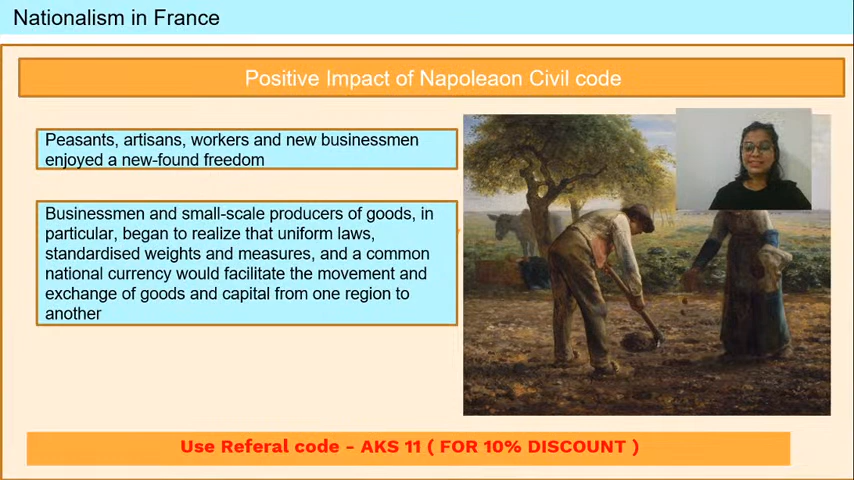 Nationalism in France
Positive Impact of Napoleaon Civil code
Peasants, artisans, workers and new businessmen
enjoyed a new-found freedom
Businessmen and small-scale producers of goods, in
particular, began to realize that uniform laws,
standardised weights and measures, and a common
national currency would facilitate the movement and
exchange of goods and capital from one region to
another
Use Referal code - AKS 11 ( FOR 10% DISCOUNT )